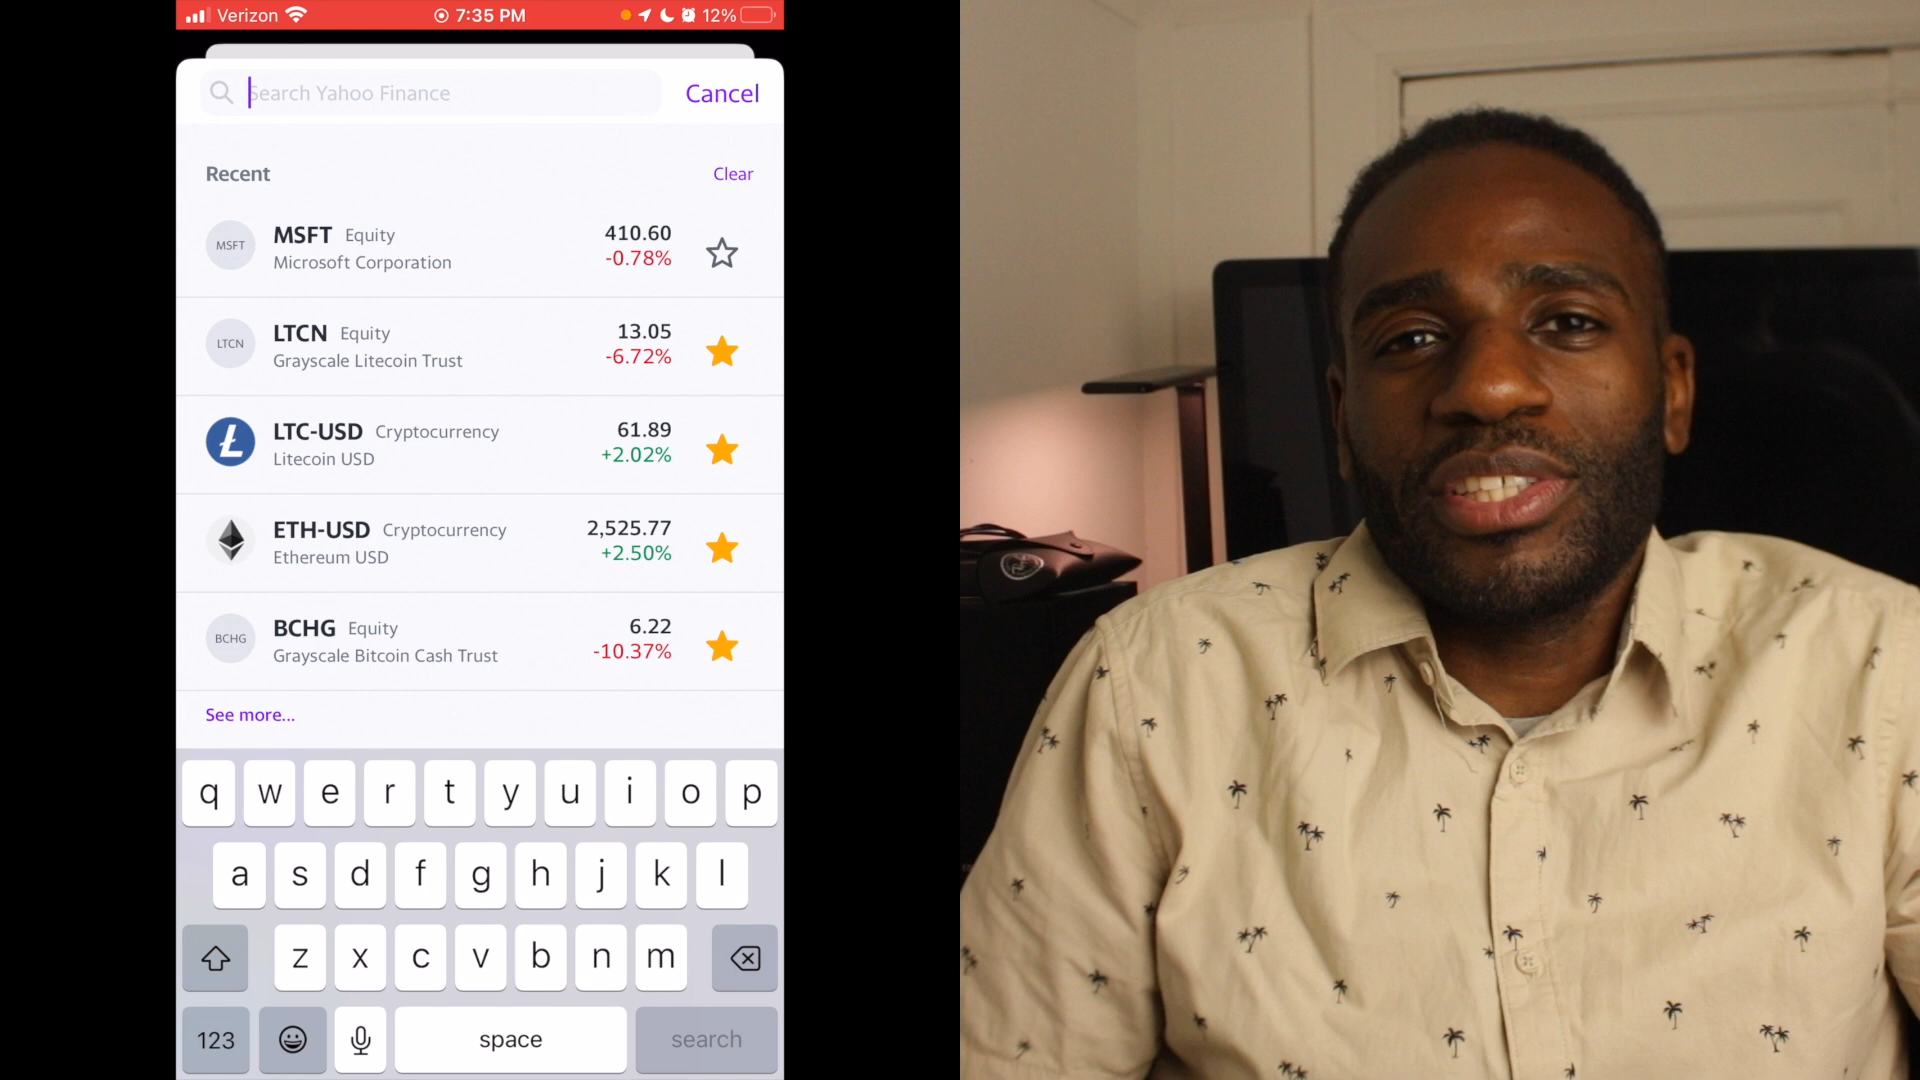 Verizon 7:35 PM 12%
Search Yahoo Finance Cancel
Recent Clear
MSFT MSFT Equity 410.60
Microsoft Corporation -0.78%
LTCN LTCN Equity 13.05
Grayscale Litecoin Trust -6.72%
LTC-USD Cryptocurrency 61.89
Litecoin USD +2.02%
ETH-USD Cryptocurrency 2,525.77
Ethereum USD +2.50%
BCHG BCHG Equity 6.22
Grayscale Bitcoin Cash Trust -10.37%
See more...
q w e r t y u i o p
a s d f g h j k l
z x c v b n m
123 space search